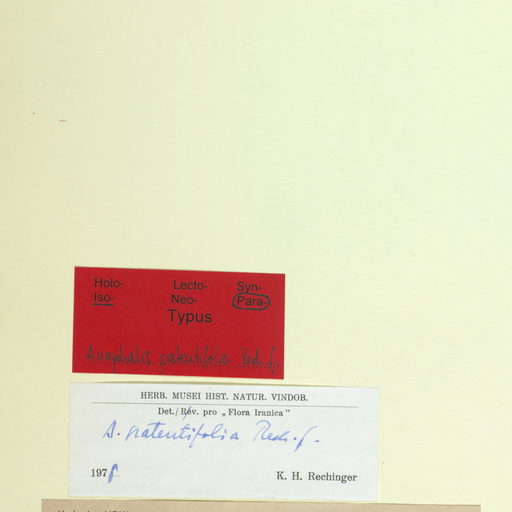 Holo- Lecto- Syn-
Iso- Neo- Para-
Typus
Anaphalis patentifolia Rech. f.
HERB. MUSEI HIST. NATUR. VINDOB.
Det./Rev. pro „Flora Iranica"
A. patentifolia Rech. f.
1978 K. H. Rechinger